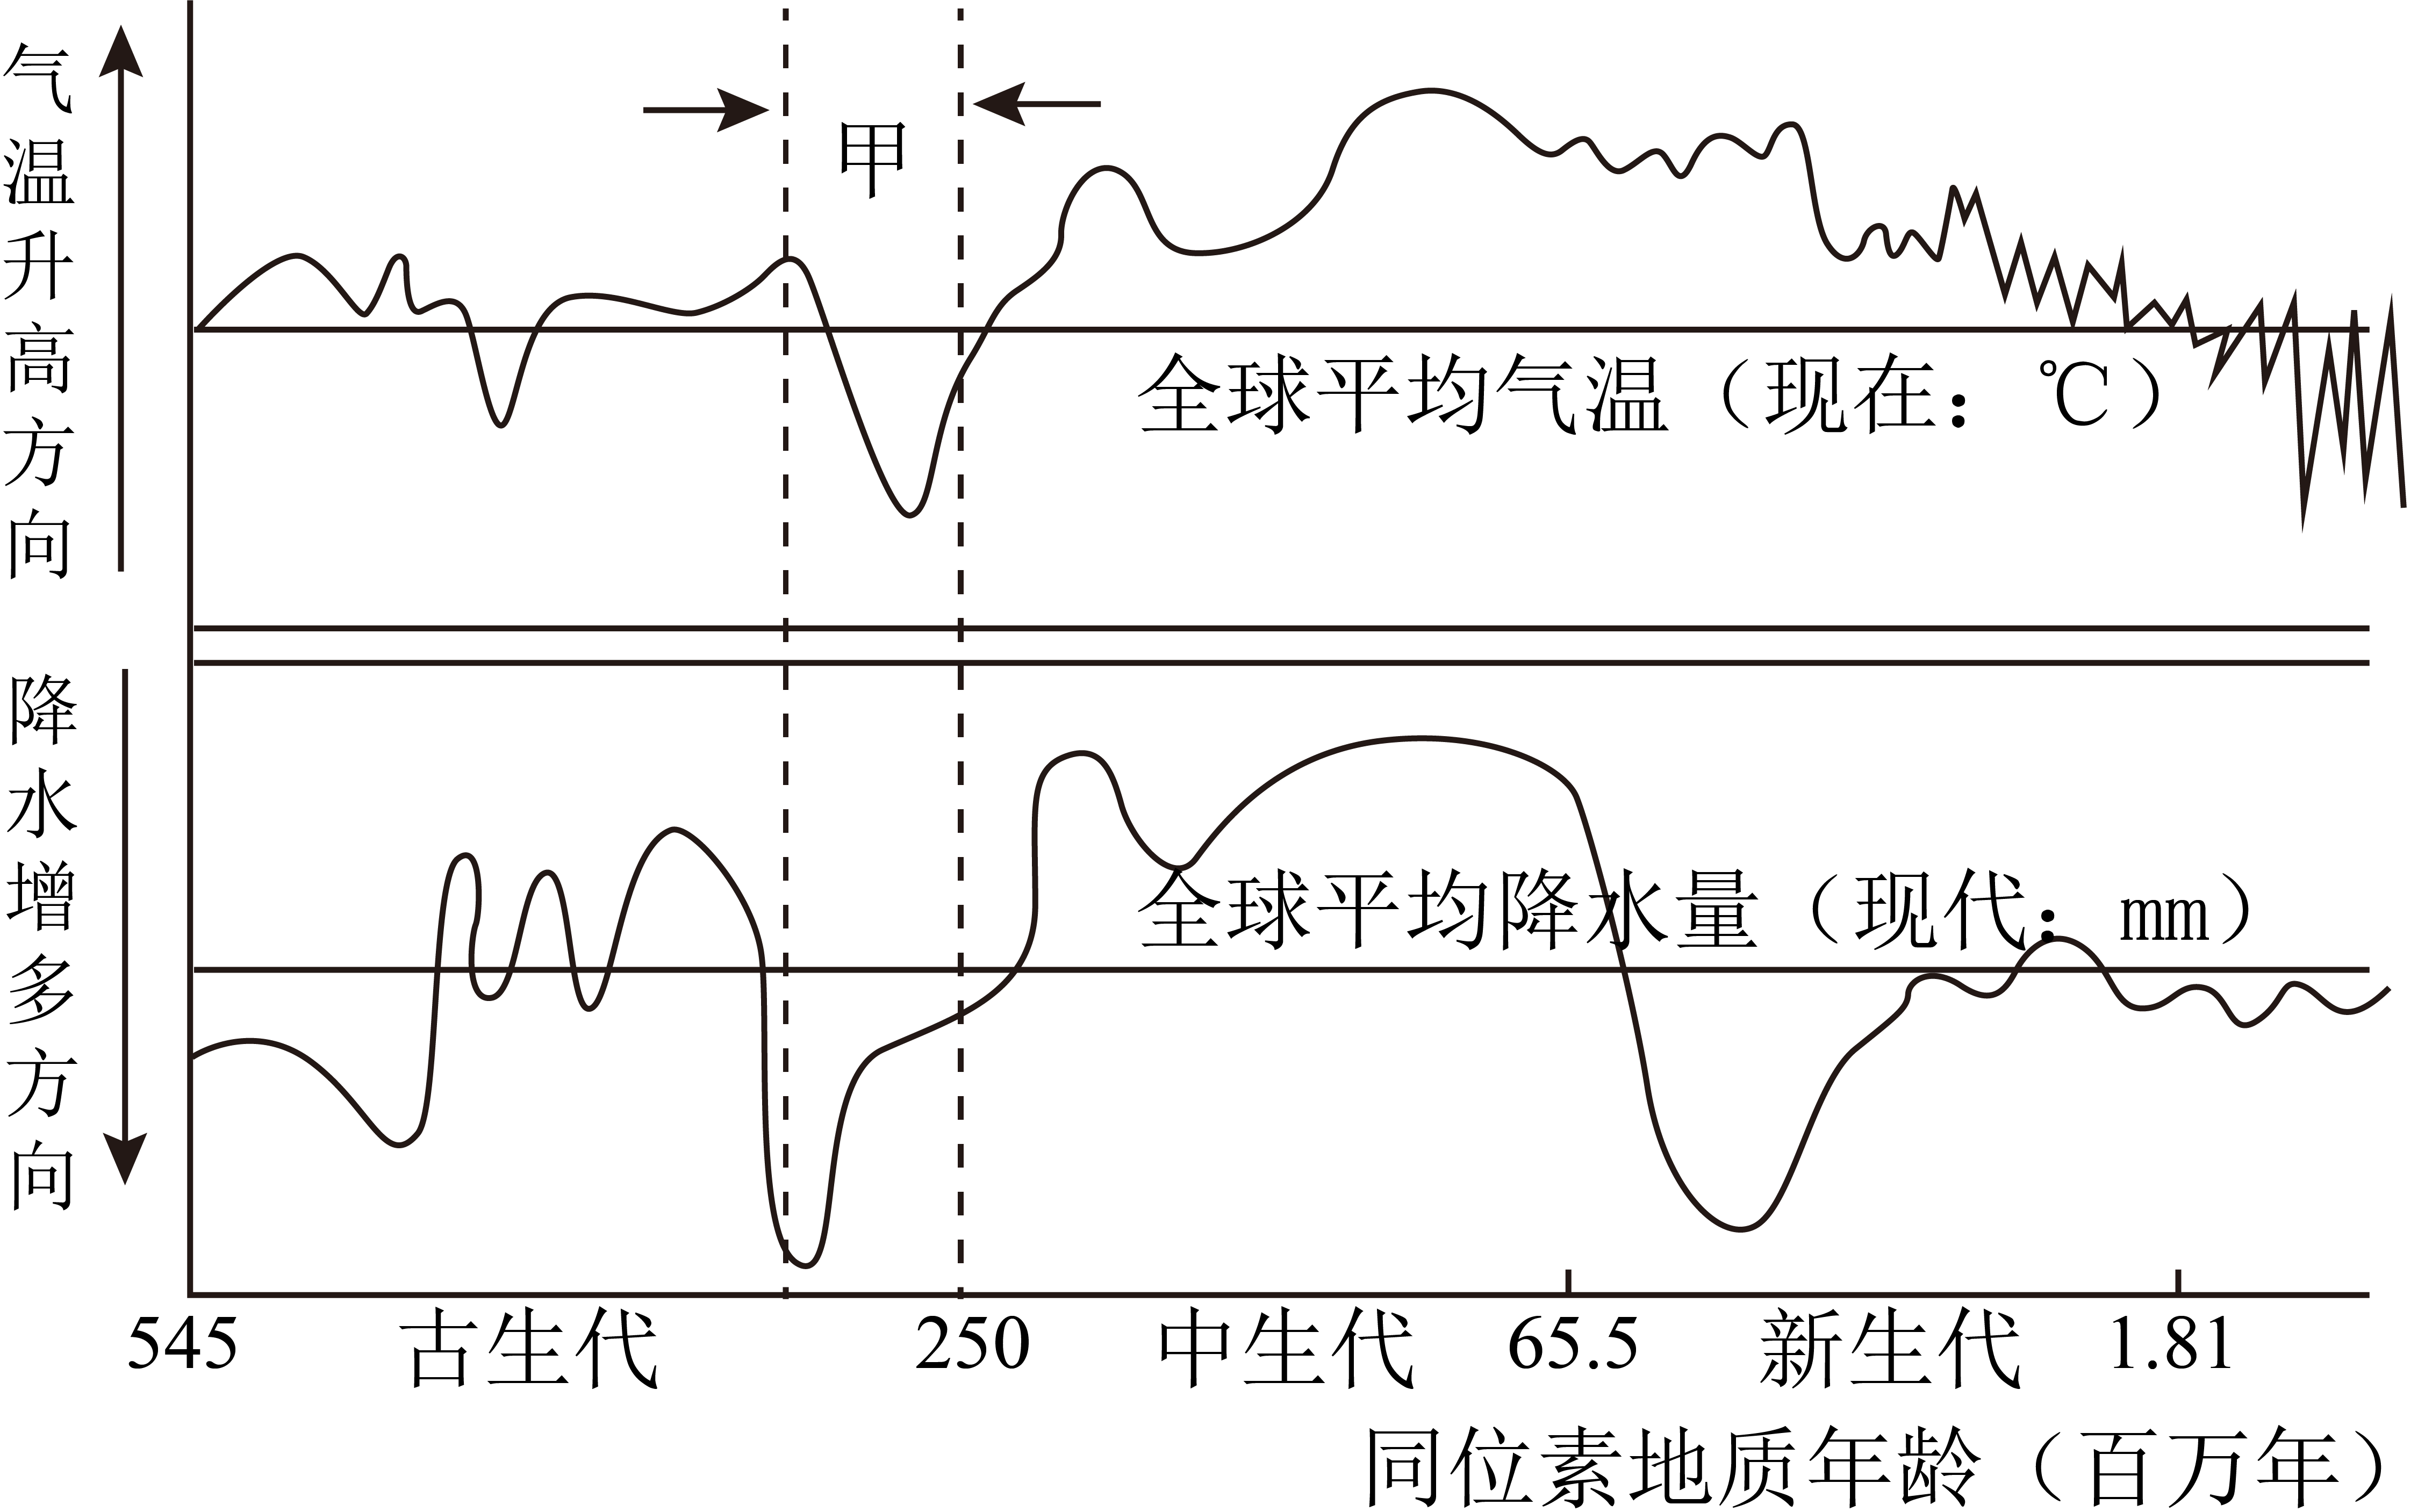 气温升高方向
甲
全球平均气温（现在： ℃）
降水增多方向
全球平均降水量（现代： mm）
545 古生代 250 中生代 65.5 新生代 1.81
同位素地质年龄（百万年）